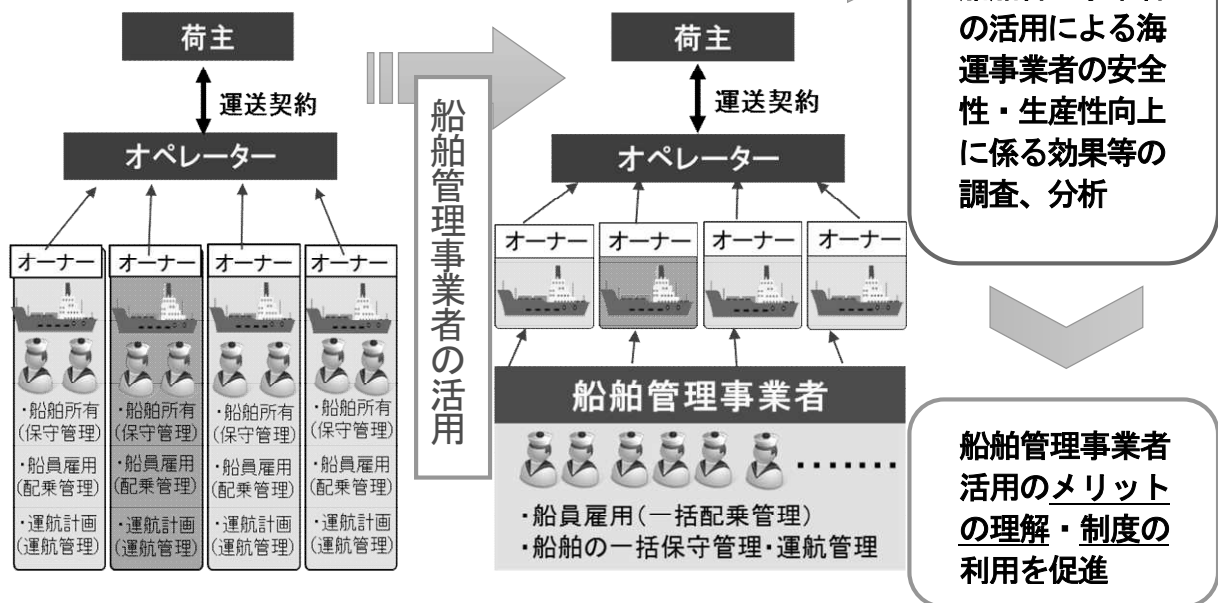 荷主
運送契約
オペレーター
オーナー
オーナー
オーナー
オーナー
・船舶所有
(保守管理)
・船員雇用
(配乗管理)
・運航計画
(運航管理)
・船舶所有
(保守管理)
・船員雇用
(配乗管理)
・運航計画
(運航管理)
・船舶所有
(保守管理)
・船員雇用
(配乗管理)
・運航計画
(運航管理)
・船舶所有
(保守管理)
・船員雇用
(配乗管理)
・運航計画
(運航管理)
船舶管理事業者の活用
荷主
運送契約
オペレーター
オーナー
オーナー
オーナー
オーナー
船舶管理事業者
・船員雇用(一括配乗管理)
・船舶の一括保守管理・運航管理
の活用による海
運事業者の安全
性・生産性向上
に係る効果等の
調査、分析
船舶管理事業者
活用のメリット
の理解・制度の
利用を促進